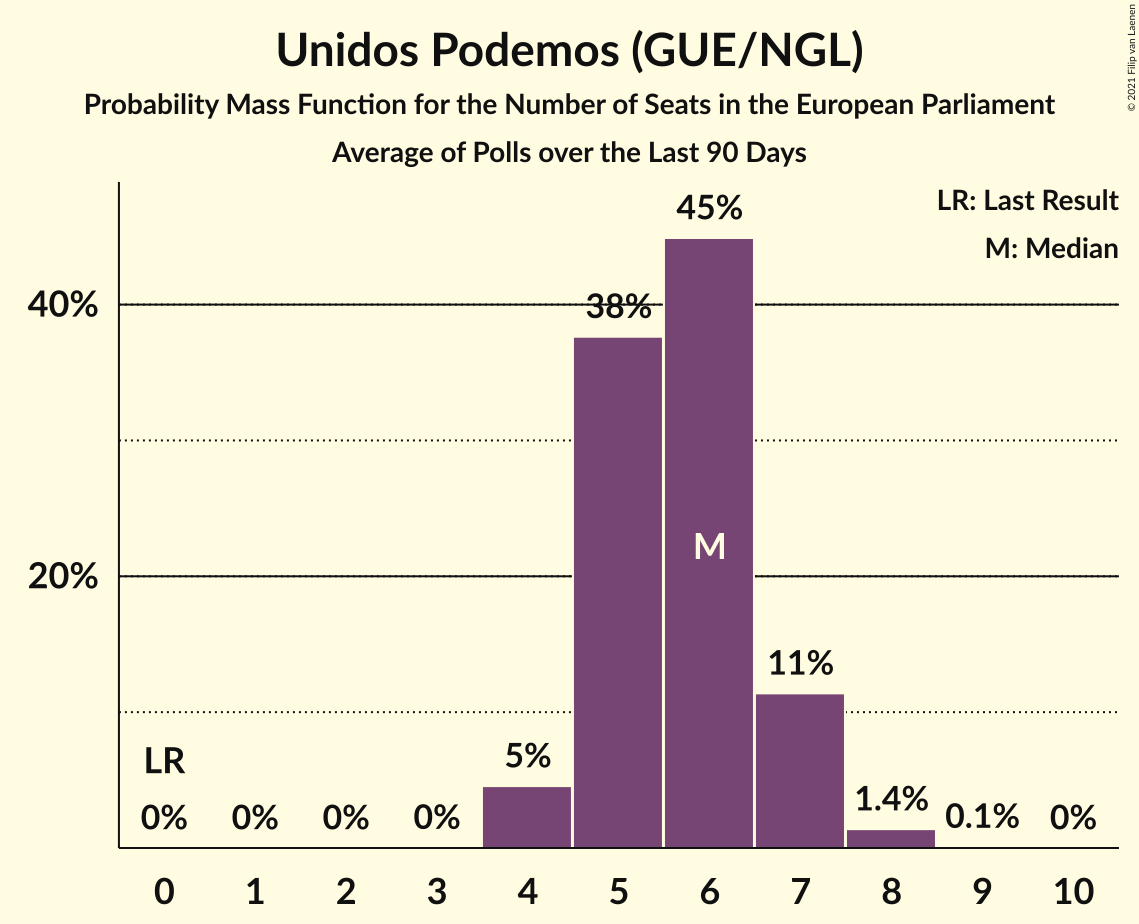 Unidos Podemos (GUE/NGL)
Probability Mass Function for the Number of Seats in the European Parliament
Average of Polls over the Last 90 Days
© 2021 Filip van Laenen
LR: Last Result
M: Median
45%
40%
38%
M
20%
11%
LR
5%
0% 0% 0% 0% 1.4% 0.1% 0%
0 1 2 3 4 5 6 7 8 9 10